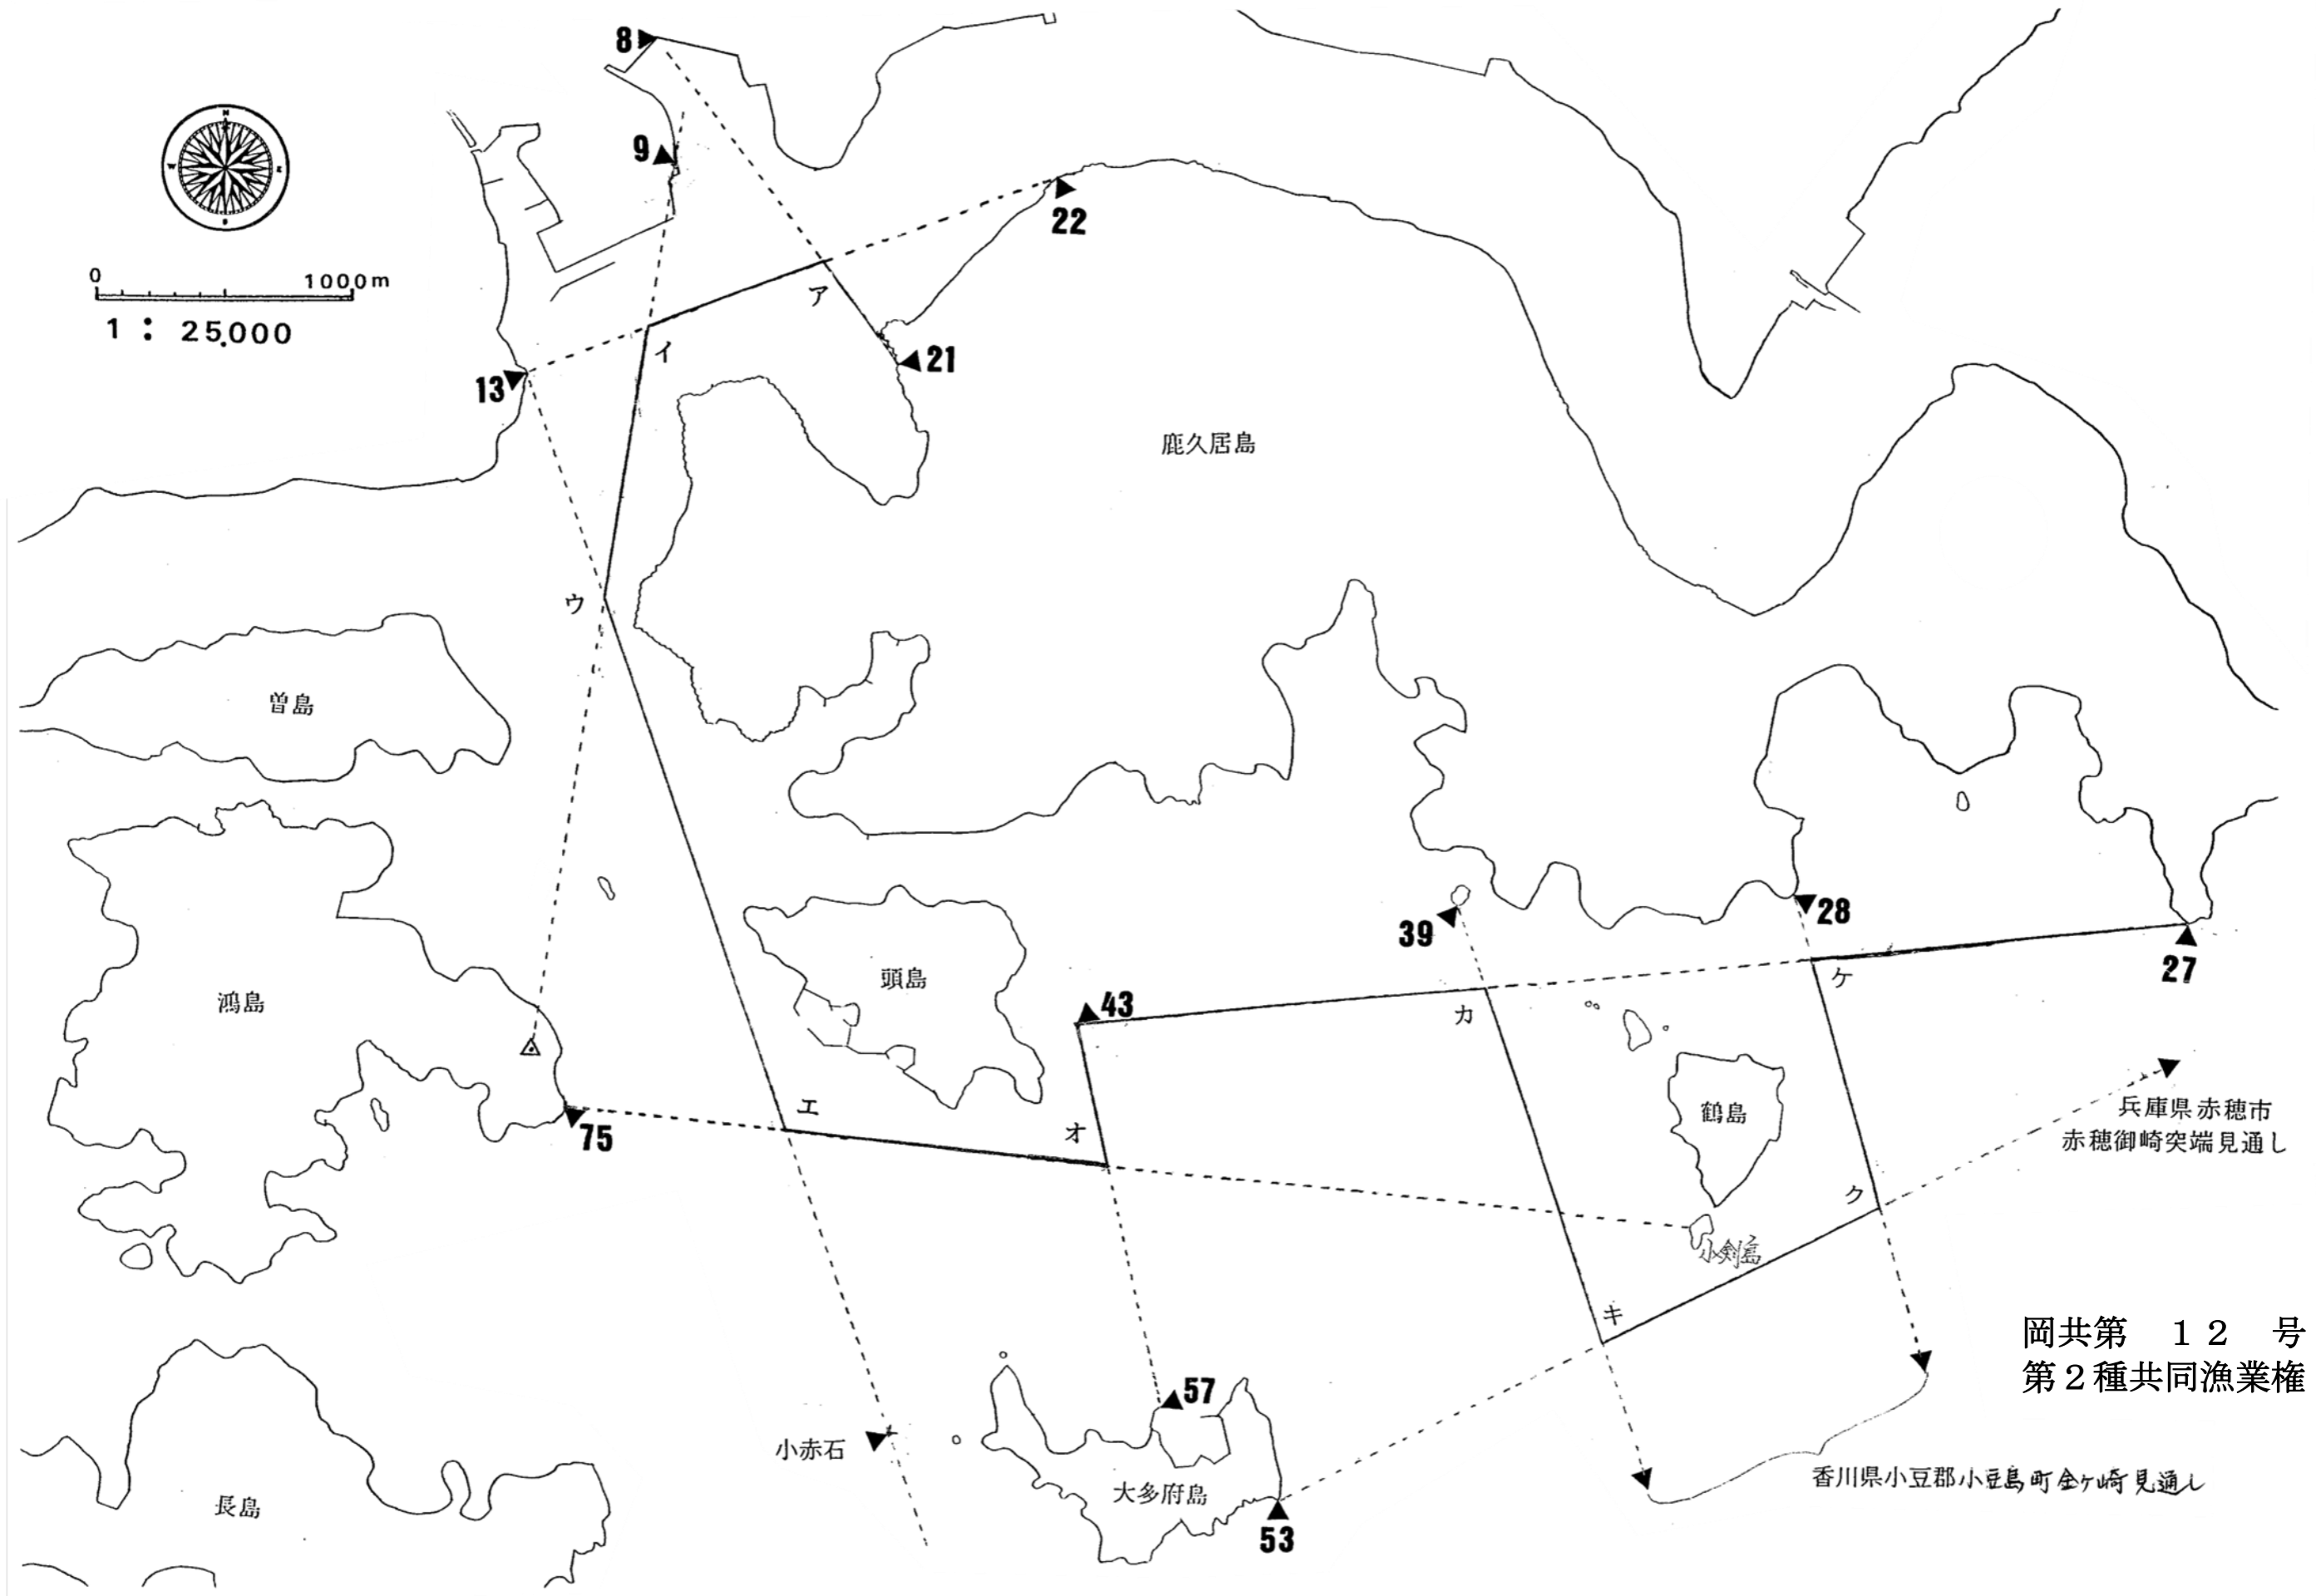 8
N
9
W
E
S
22
0 1000m
1 : 25,000
ア
イ
21
13
鹿久居島
ウ
曽島
28
39
27
頭島
ケ
鴻島
43
カ
エ
オ
75
鶴島
兵庫県赤穂市
赤穂御崎突端見通し
ク
小剣島
キ
岡共第 12 号
第2種共同漁業権
57
小赤石
大多府島
香川県小豆郡小豆島町金ケ崎見通し
長島
53